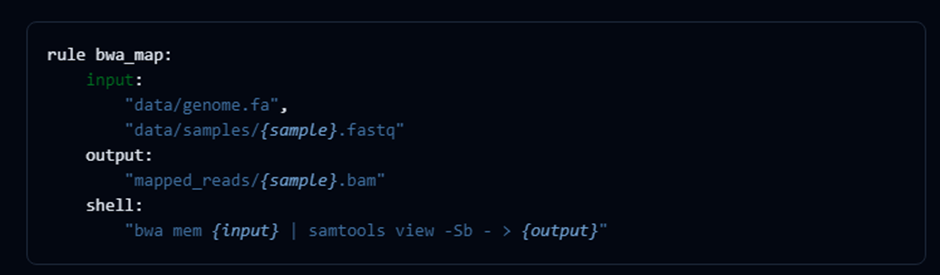 rule bwa_map:
    input:
        "data/genome.fa",
        "data/samples/{sample}.fastq"
    output:
        "mapped_reads/{sample}.bam"
    shell:
        "bwa mem {input} | samtools view -Sb - > {output}"